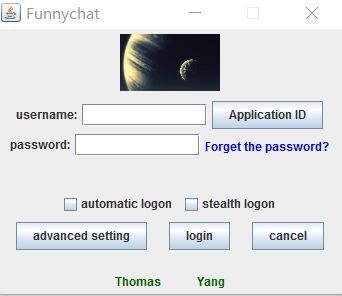 Funnychat
username: Application ID
password: Forget the password?
automatic logon stealth logon
advanced setting login cancel
Thomas Yang